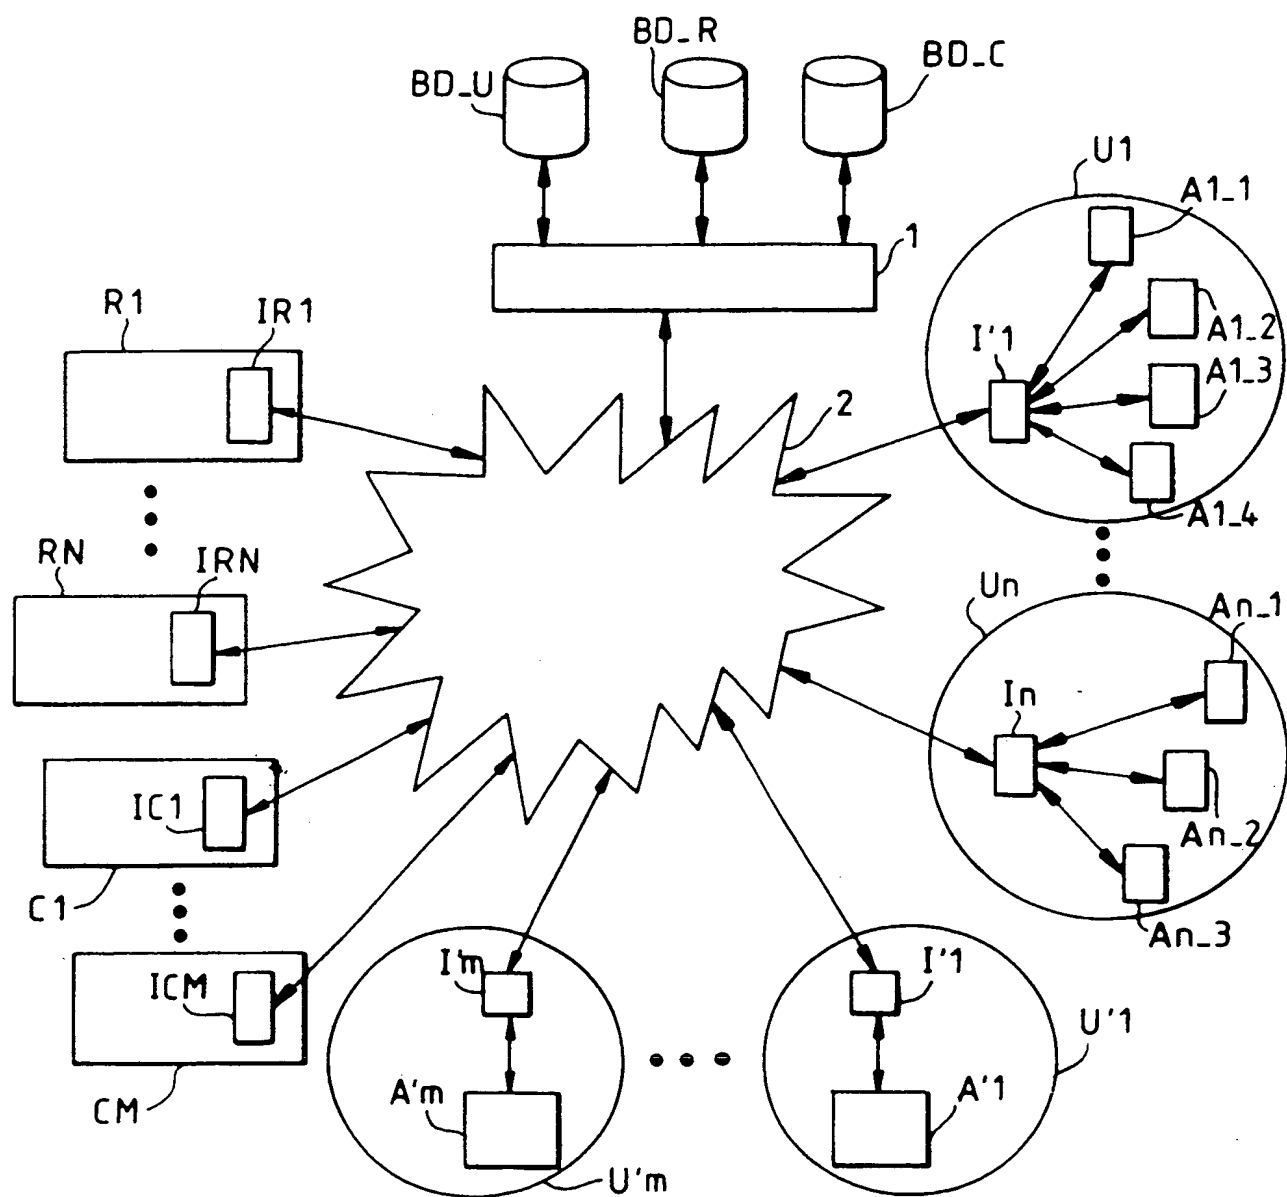 BD_U
BD_R
BD_C
1
U1
A1_1
A1_2
A1_3
A1_4
I'1
R1
IR1
2
RN
IRN
Un
An_1
In
An_2
An_3
IC1
C1
ICM
CM
I'm
A'm
U'm
I'1
A'1
U'1